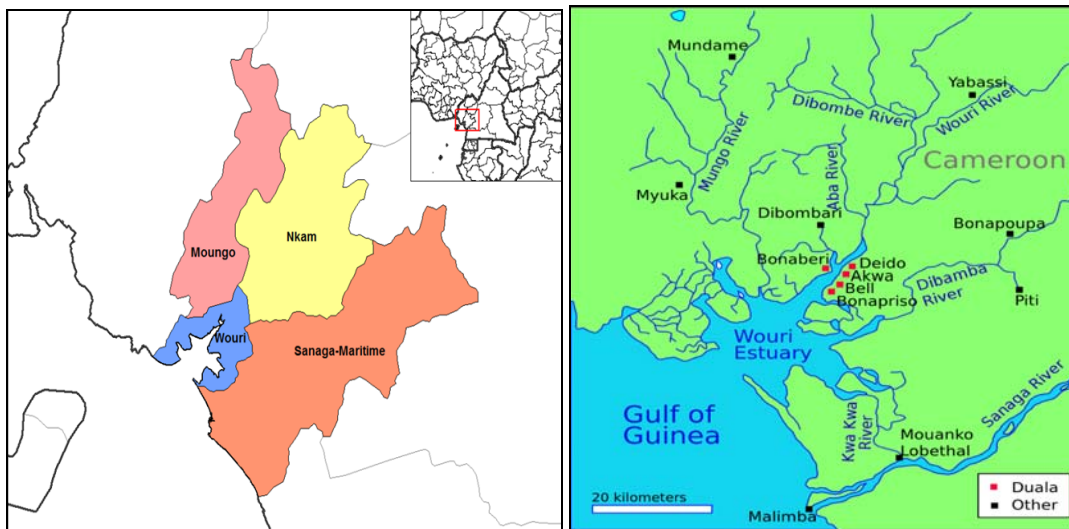 Moungo
Nkam
Wouri
Sanaga-Maritime
Mundame
Yabassi
Dibombe River
Wouri River
Mungo River
Aba River
Cameroon
Myuka
Dibombari
Bonapoupa
Bonaberi
Deido
Akwa
Bell
Bonapriso
Dibamba
River
Piti
Wouri
Estuary
Gulf of
Guinea
Kwa Kwa
River
Sanaga River
Mouanko
Lobethal
20 kilometers
Malimba
Duala
Other